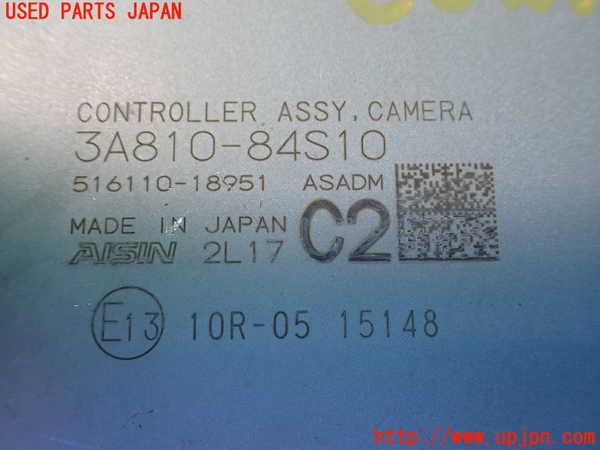 USED PARTS JAPAN
CONTROLLER ASSY, CAMERA
3A810-84S10
516110-18951 ASADM
MADE IN JAPAN
AISIN 2L17 C2
E13 10R-05 15148
http://www.upjpn.com/